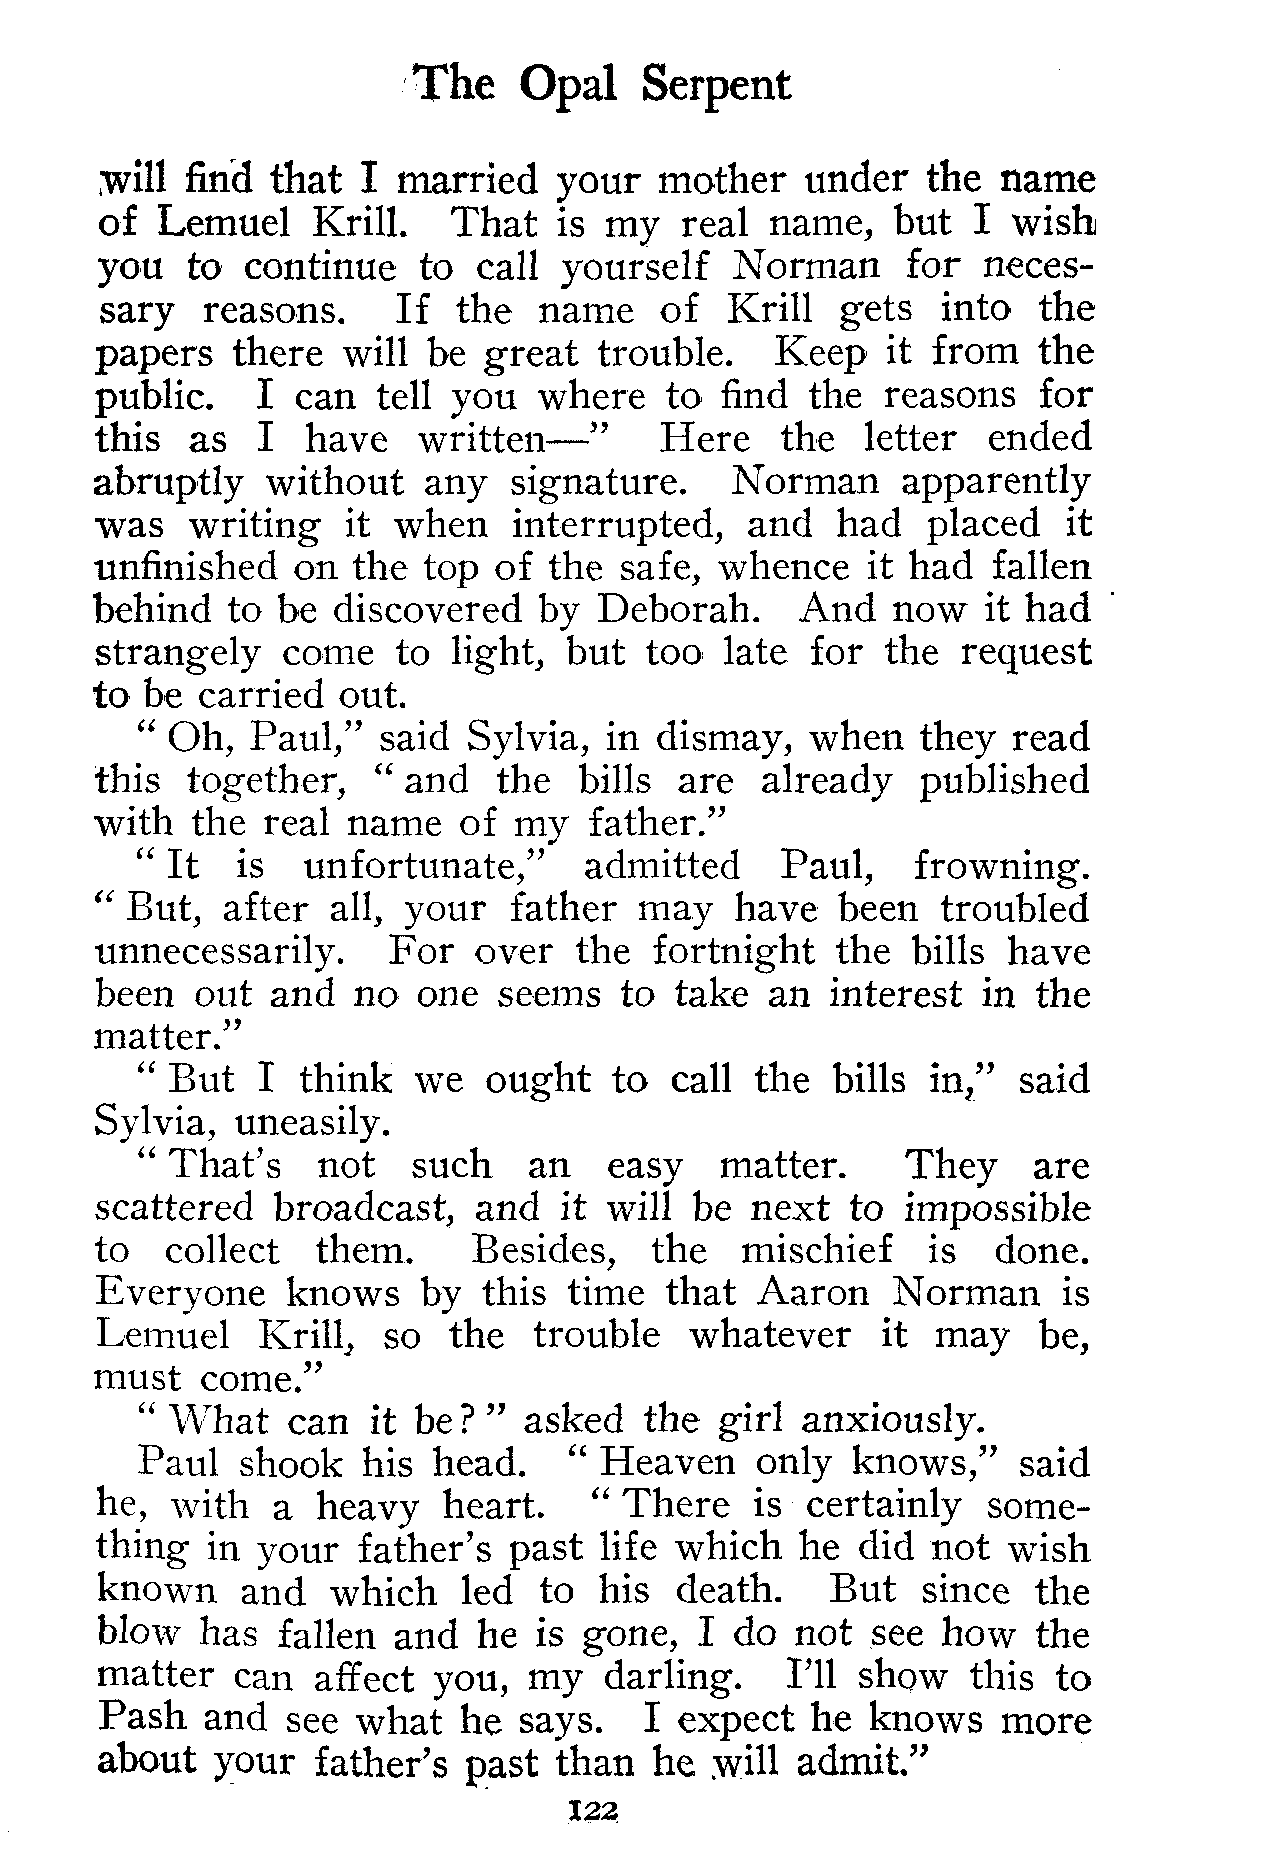 The Opal Serpent
will find that I married your mother under the name
of Lemuel Krill. That is my real name, but I wish
you to continue to call yourself Norman for neces-
sary reasons. If the name of Krill gets into the
papers there will be great trouble. Keep it from the
public. I can tell you where to find the reasons for
this as I have written—” Here the letter ended
abruptly without any signature. Norman apparently
was writing it when interrupted, and had placed it
unfinished on the top of the safe, whence it had fallen
behind to be discovered by Deborah. And now it had
strangely come to light, but too late for the request
to be carried out.
“ Oh, Paul,” said Sylvia, in dismay, when they read
this together, “ and the bills are already published
with the real name of my father.”
“ It is unfortunate,” admitted Paul, frowning.
“ But, after all, your father may have been troubled
unnecessarily. For over the fortnight the bills have
been out and no one seems to take an interest in the
matter.”
“ But I think we ought to call the bills in,” said
Sylvia, uneasily.
“ That’s not such an easy matter. They are
scattered broadcast, and it will be next to impossible
to collect them. Besides, the mischief is done.
Everyone knows by this time that Aaron Norman is
Lemuel Krill, so the trouble whatever it may be,
must come.”
“ What can it be? ” asked the girl anxiously.
Paul shook his head. “ Heaven only knows,” said
he, with a heavy heart. “ There is certainly some-
thing in your father’s past life which he did not wish
known and which led to his death. But since the
blow has fallen and he is gone, I do not see how the
matter can affect you, my darling. I’ll show this to
Pash and see what he says. I expect he knows more
about your father’s past than he will admit.”
122